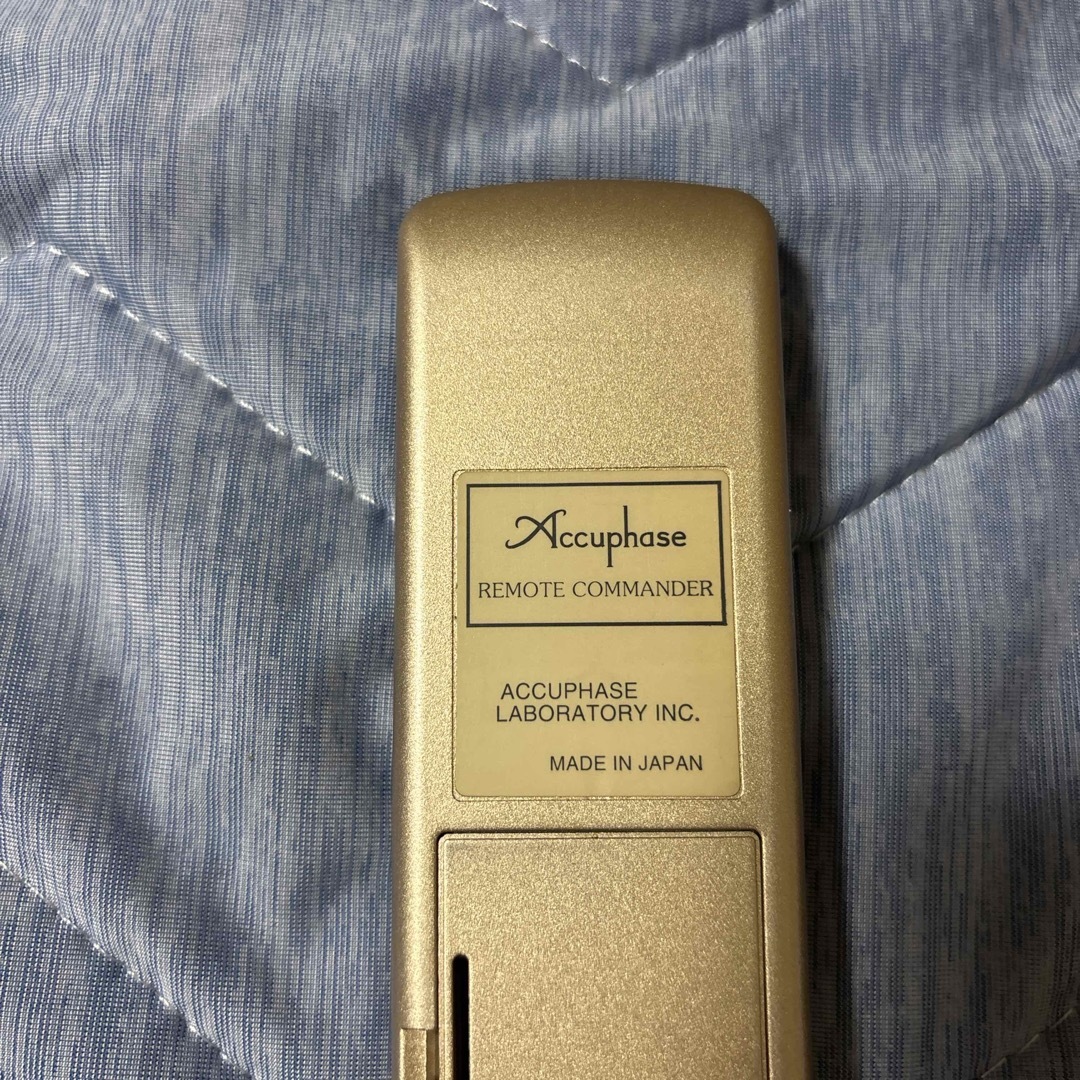 Accuphase
REMOTE COMMANDER
ACCUPHASE
LABORATORY INC.
MADE IN JAPAN